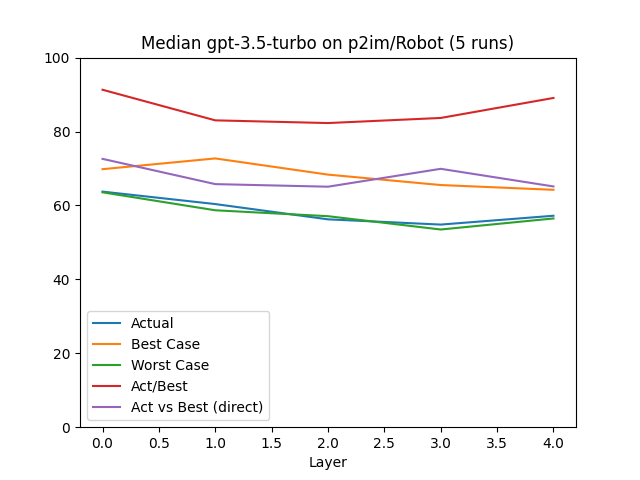 Median gpt-3.5-turbo on p2im/Robot (5 runs)
100
80
60
40
20
0
Actual
Best Case
Worst Case
Act/Best
Act vs Best (direct)
0.0 0.5 1.0 1.5 2.0 2.5 3.0 3.5 4.0
Layer